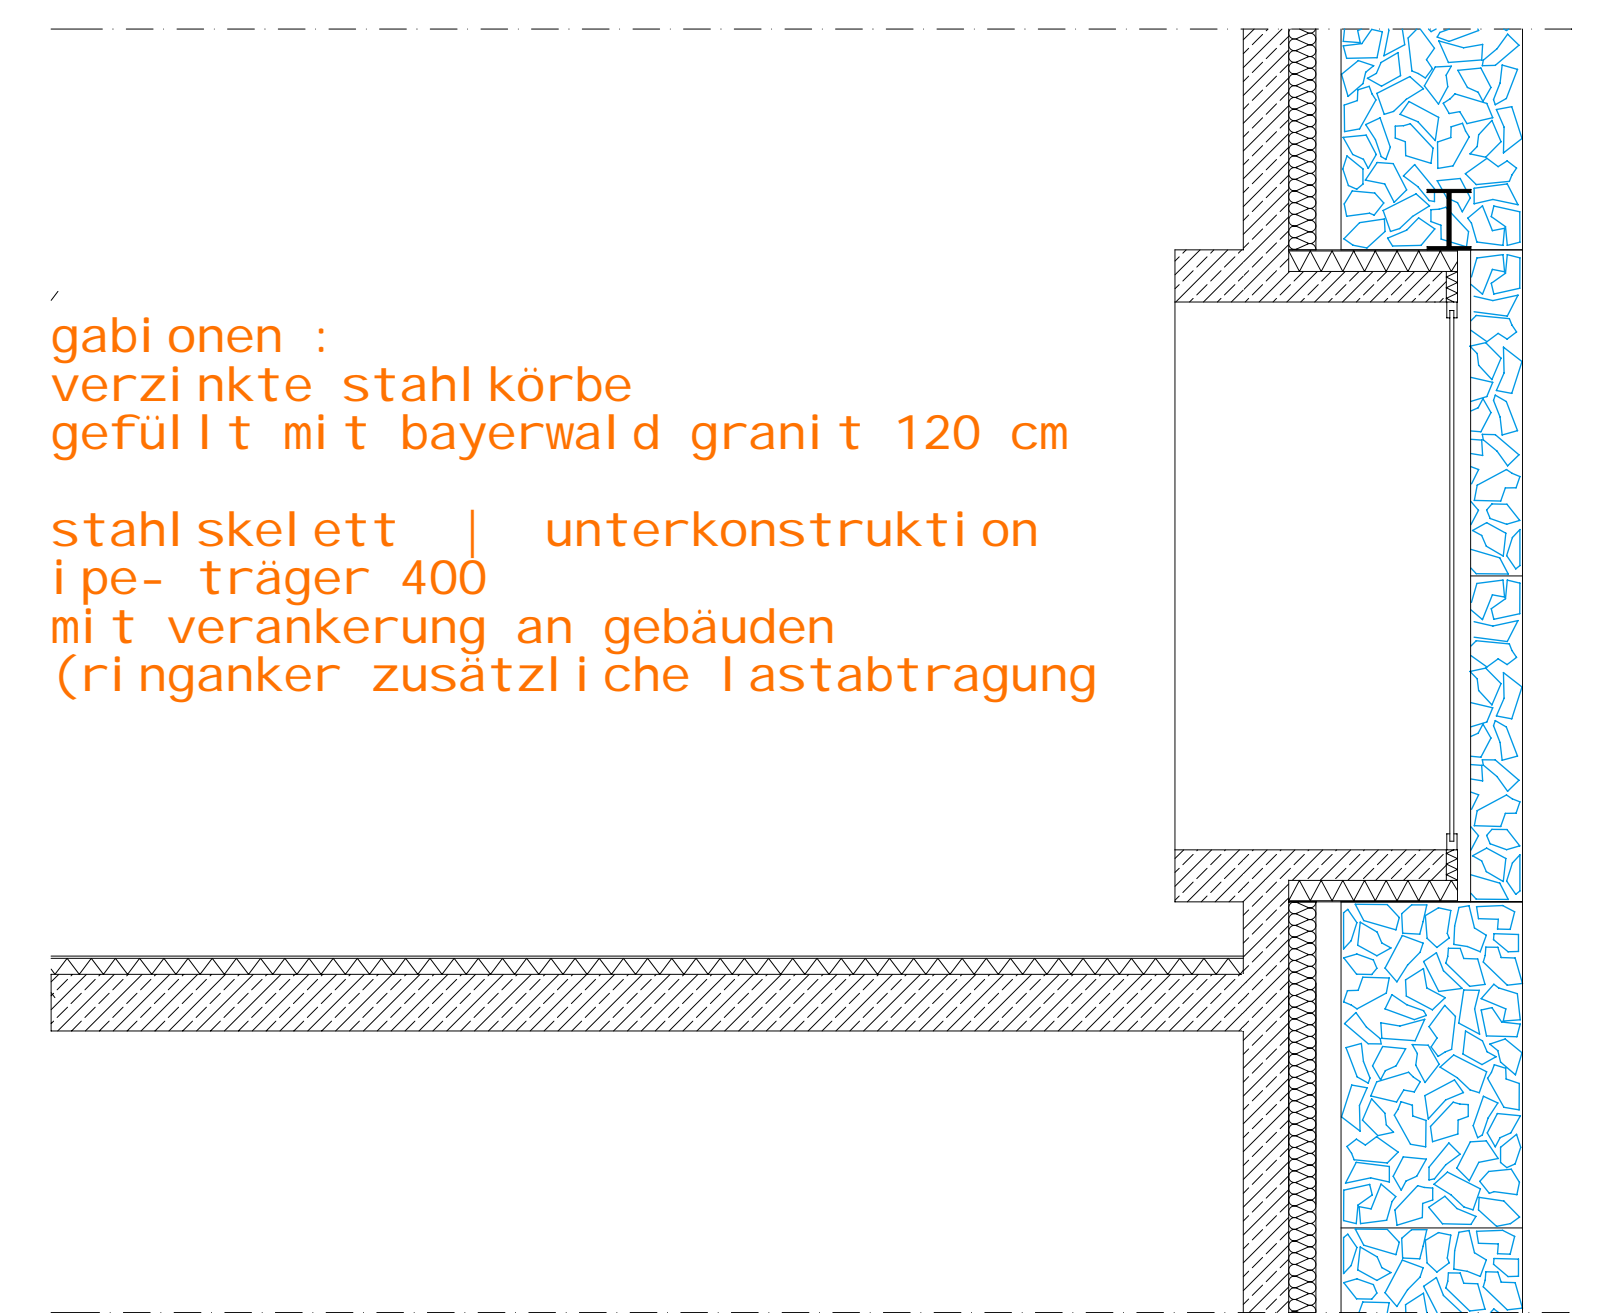 gabionen :
verzinkte stahlkörbe
gefüllt mit bayerwald granit 120 cm
stahlskelett | unterkonstruktion
ipe- träger 400
mit verankerung an gebäuden
(ringanker zusätzliche lastabtragung